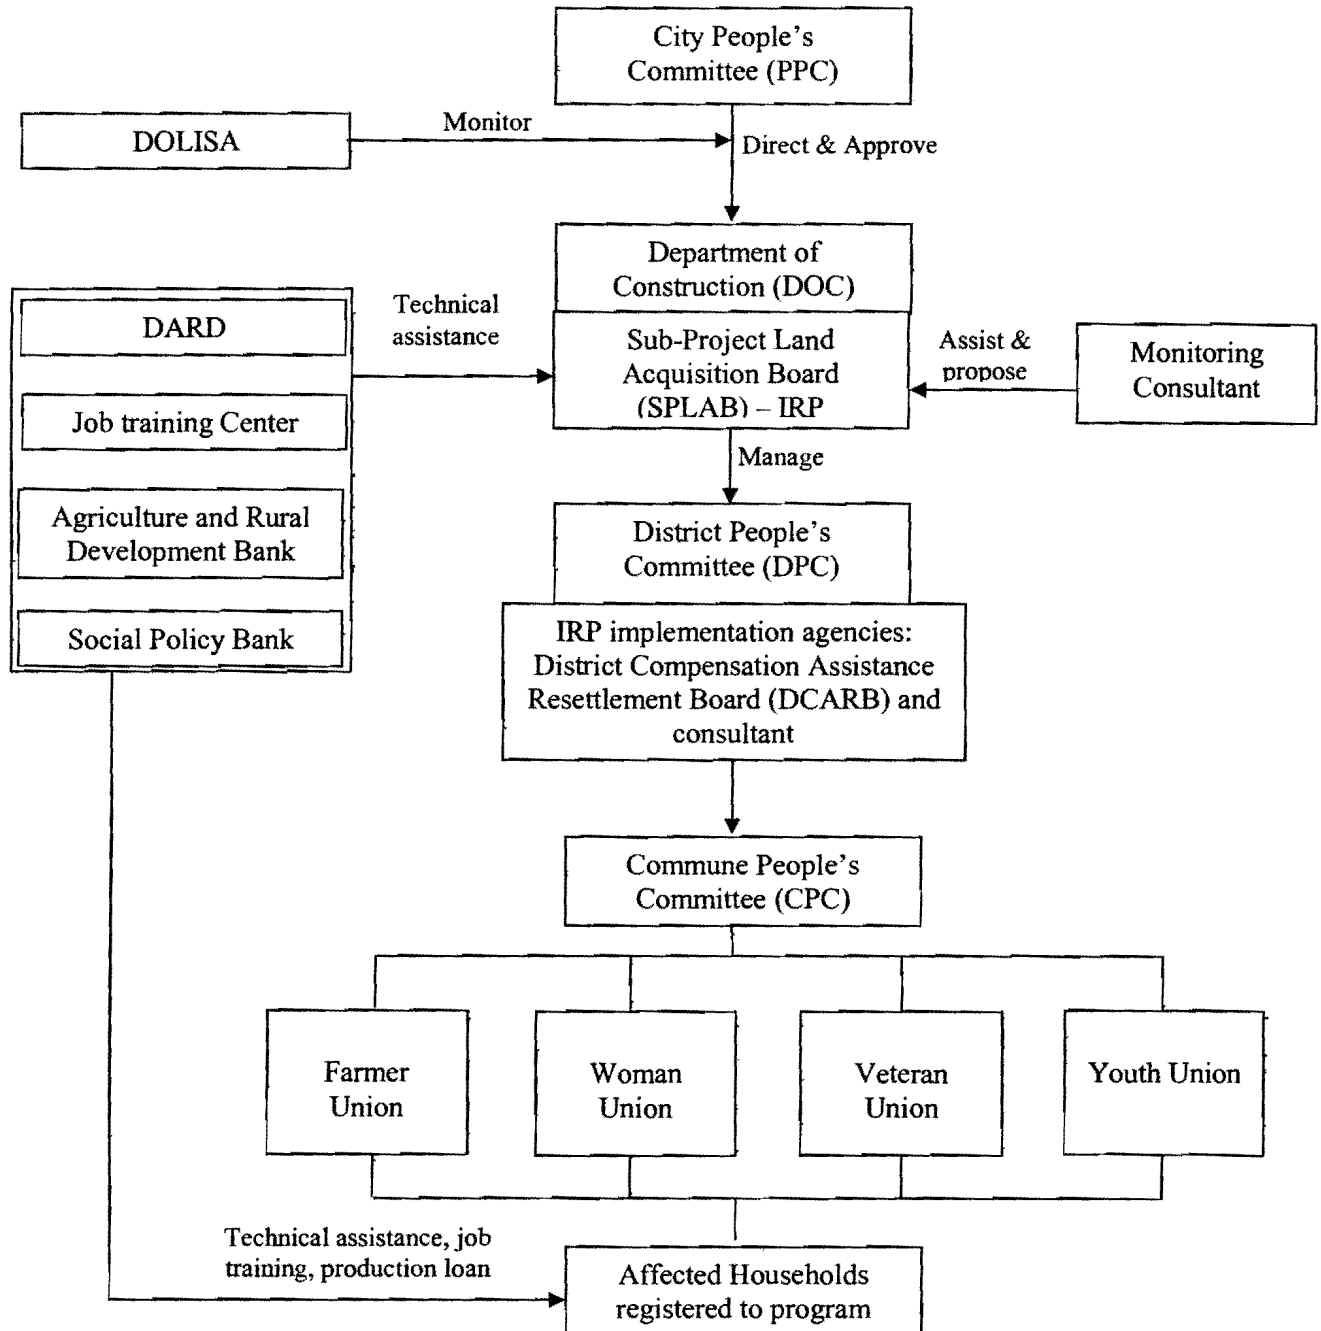 City People's
Committee (PPC)
DOLISA
Monitor
Direct & Approve
Department of
Construction (DOC)
DARD
Job training Center
Agriculture and Rural
Development Bank
Social Policy Bank
Technical
assistance
Sub-Project Land
Acquisition Board
(SPLAB) – IRP
Assist &
propose
Monitoring
Consultant
Manage
District People's
Committee (DPC)
IRP implementation agencies:
District Compensation Assistance
Resettlement Board (DCARB) and
consultant
Commune People's
Committee (CPC)
Farmer
Union
Woman
Union
Veteran
Union
Youth Union
Technical assistance, job
training, production loan
Affected Households
registered to program